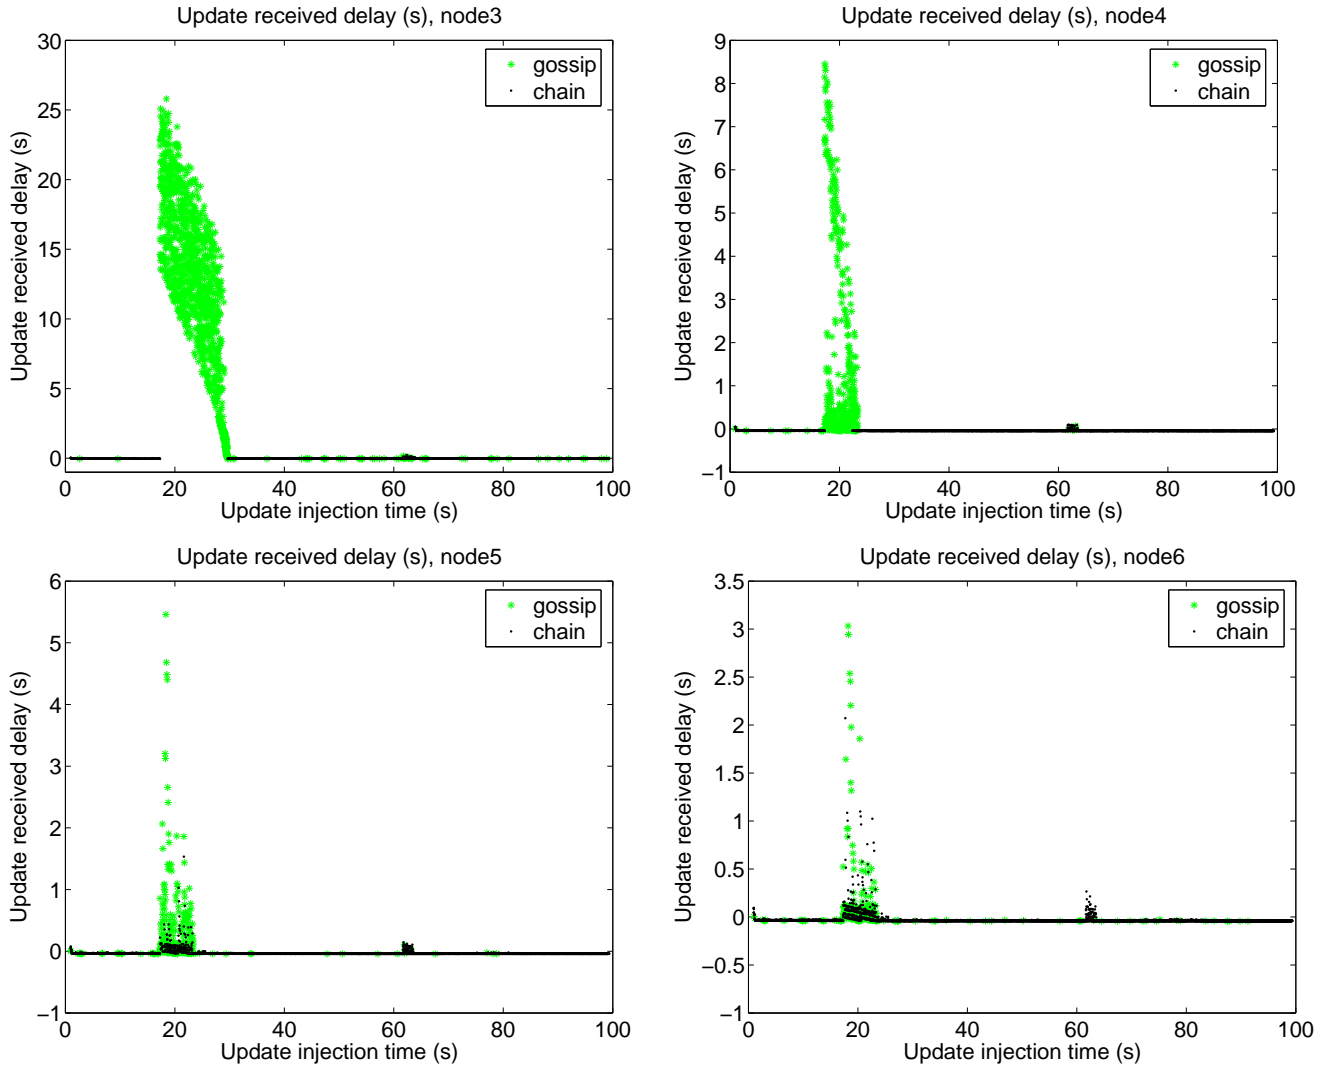 Update received delay (s), node3
30
25
20
15
10
5
0
0 20 40 60 80 100
Update received delay (s)
Update injection time (s)
gossip
chain
Update received delay (s), node4
9
8
7
6
5
4
3
2
1
0
−1
0 20 40 60 80 100
Update received delay (s)
Update injection time (s)
gossip
chain
Update received delay (s), node5
6
5
4
3
2
1
0
−1
0 20 40 60 80 100
Update received delay (s)
Update injection time (s)
gossip
chain
Update received delay (s), node6
3.5
3
2.5
2
1.5
1
0.5
0
−0.5
−1
0 20 40 60 80 100
Update received delay (s)
Update injection time (s)
gossip
chain